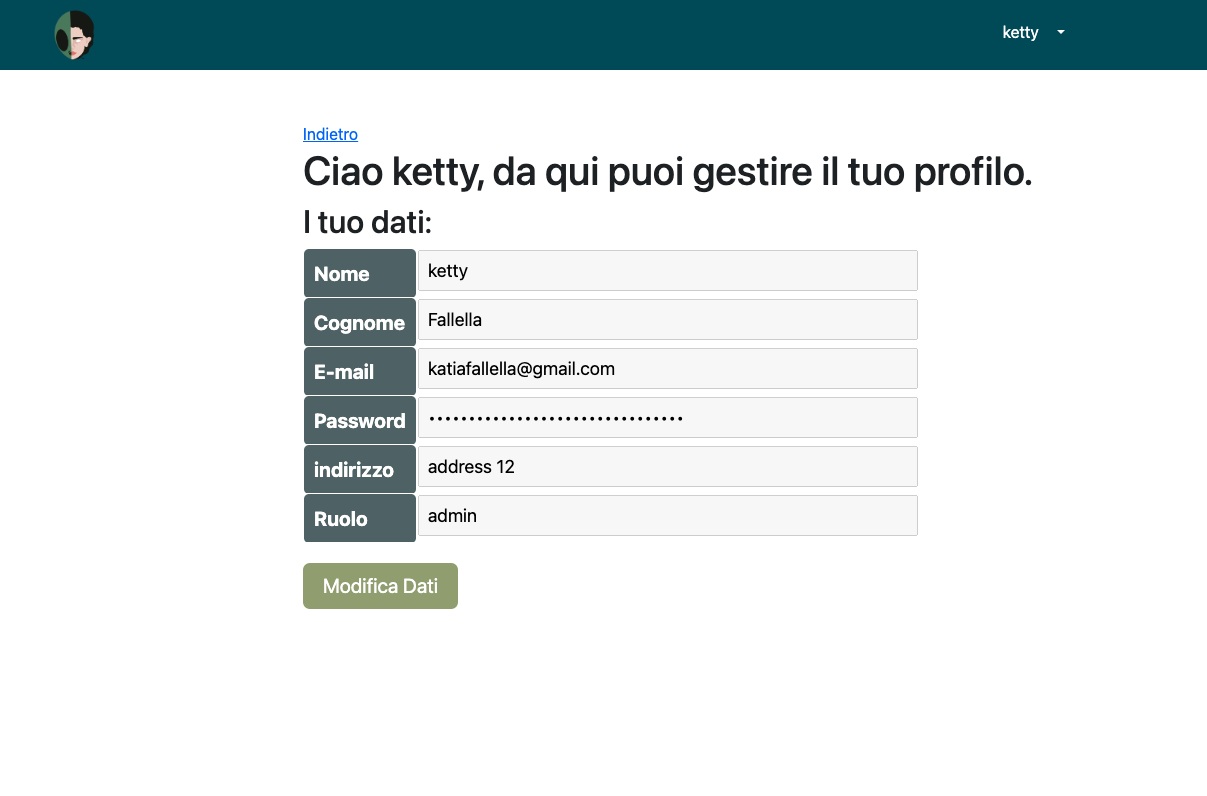 ketty
Indietro
Ciao ketty, da qui puoi gestire il tuo profilo.
I tuo dati:
Nome ketty
Cognome Fallella
E-mail katiafallella@gmail.com
Password ••••••••••••••••••••••••••••••••
indirizzo address 12
Ruolo admin
Modifica Dati